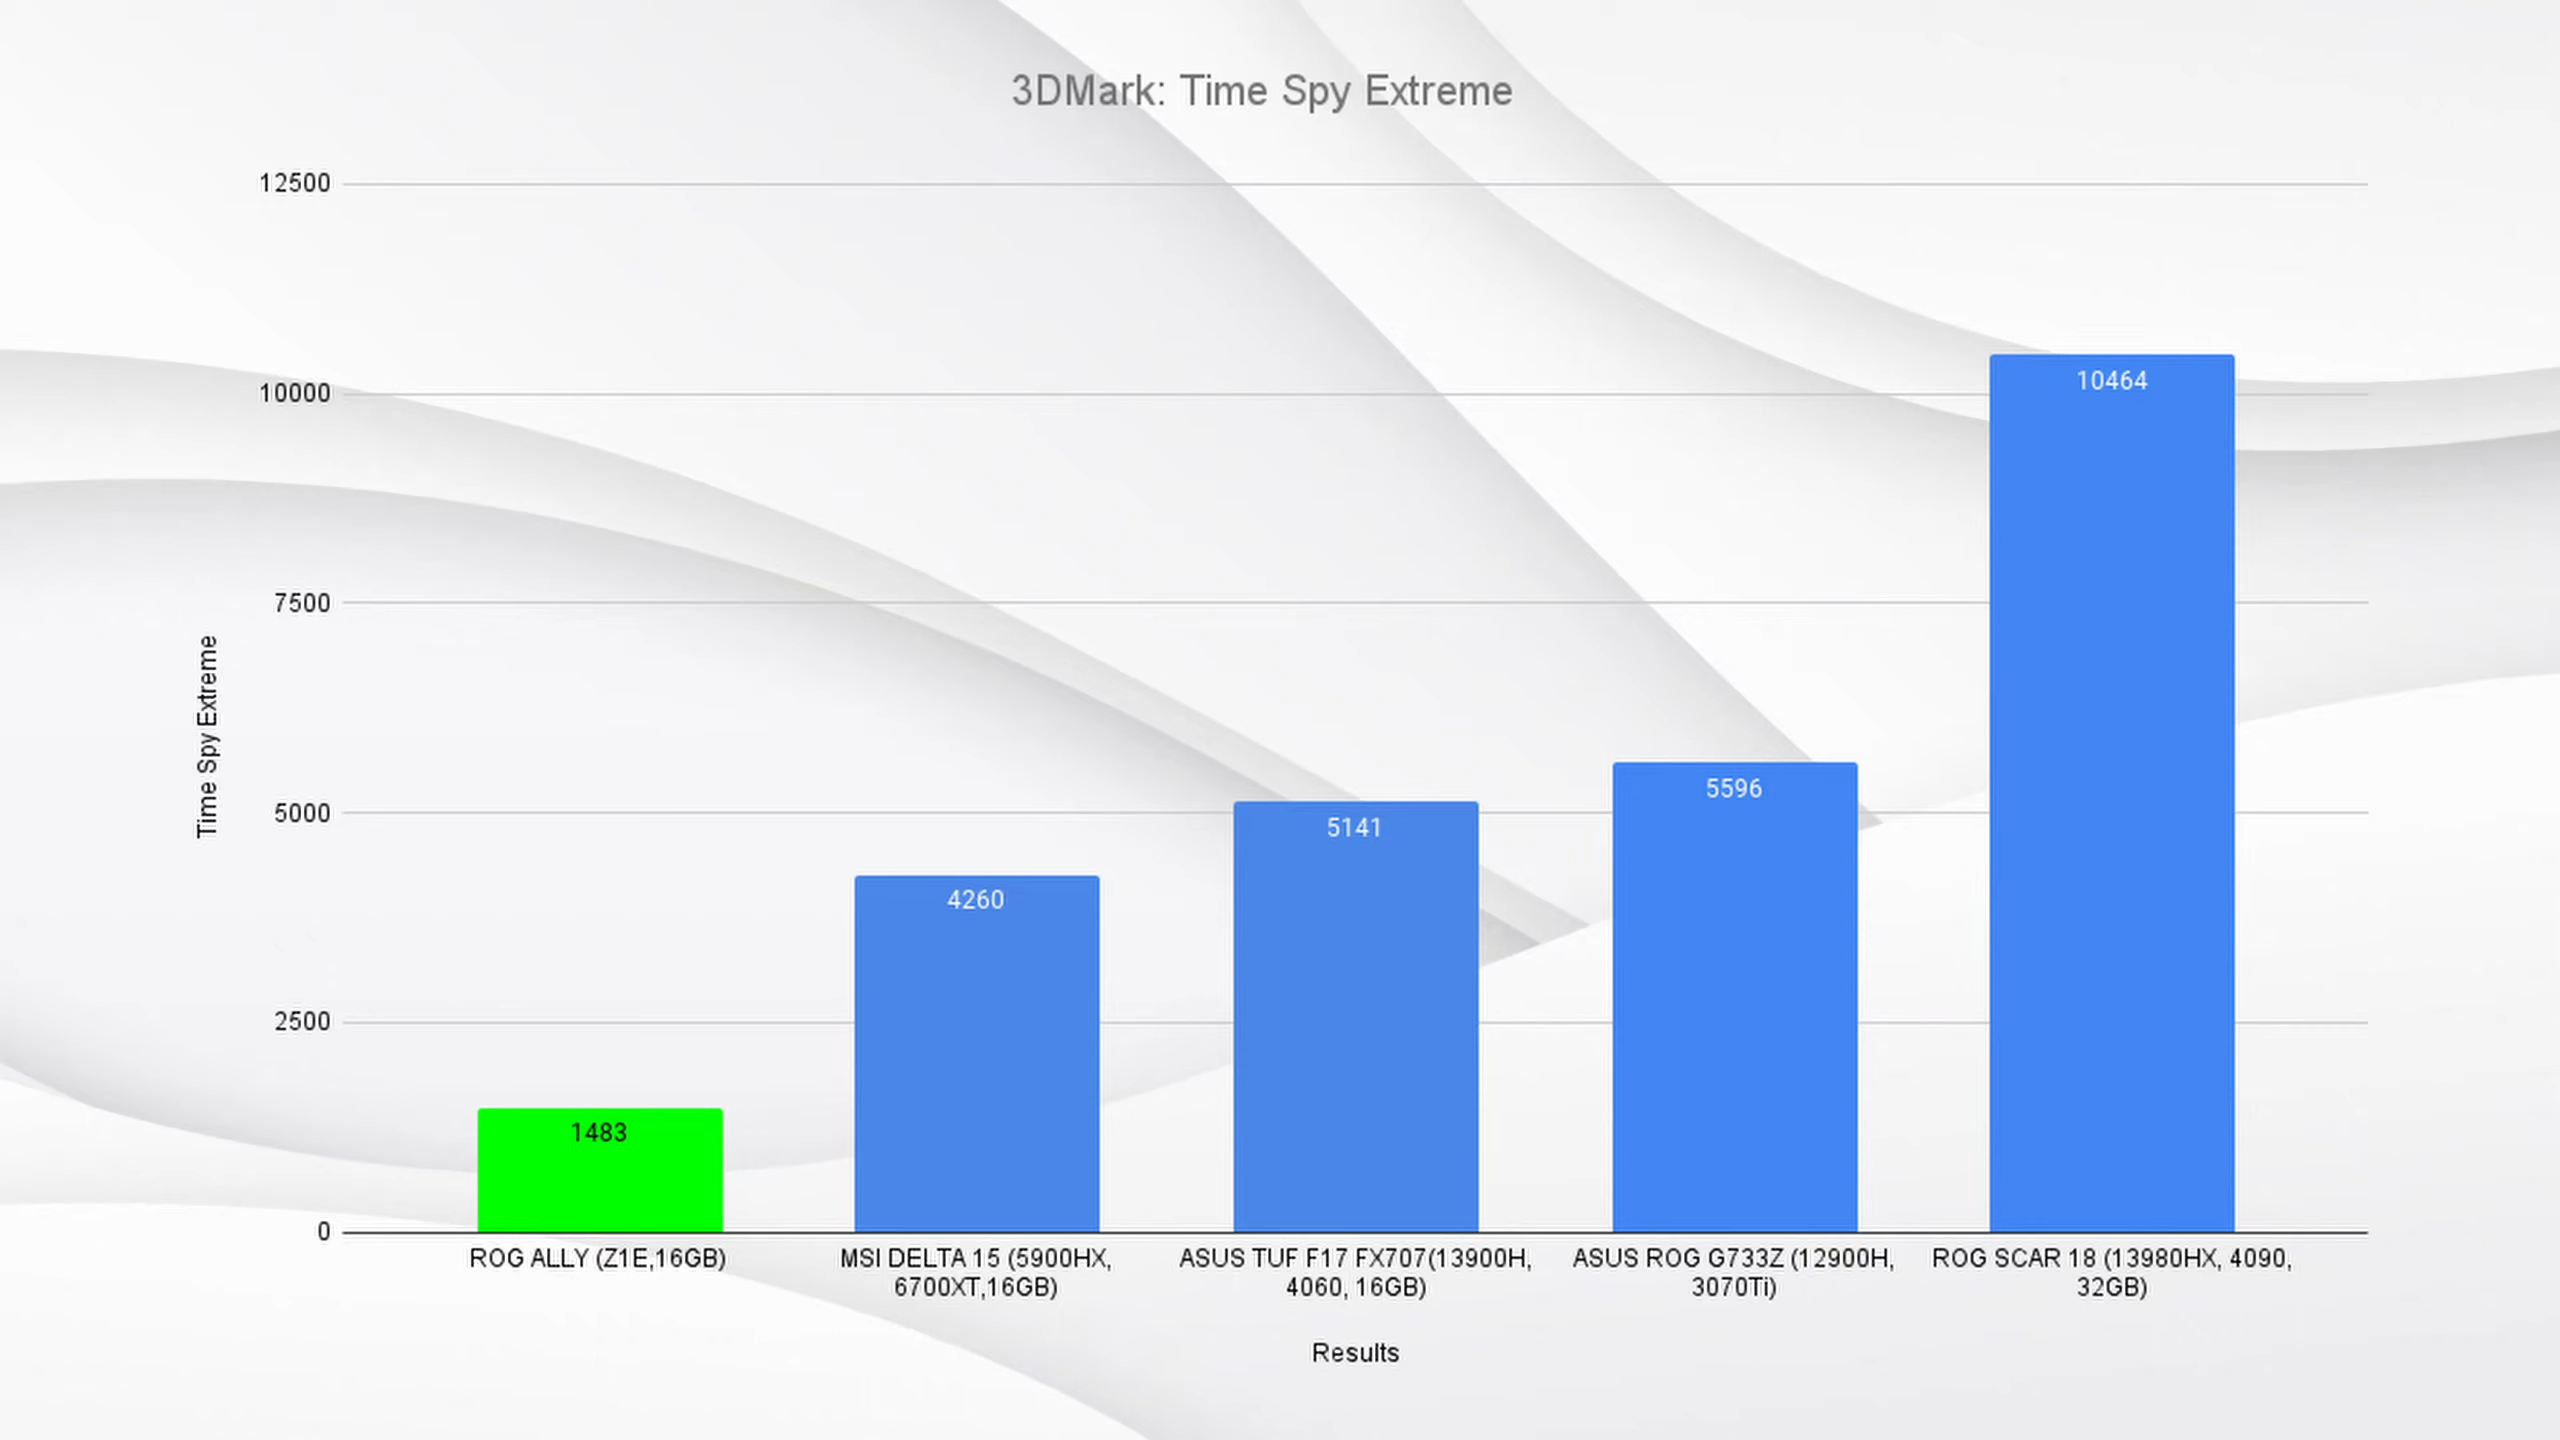 3DMark: Time Spy Extreme
12500
10000
7500
5000
2500
0
Time Spy Extreme
1483
4260
5141
5596
10464
ROG ALLY (Z1E,16GB)
MSI DELTA 15 (5900HX,
6700XT,16GB)
ASUS TUF F17 FX707(13900H,
4060, 16GB)
ASUS ROG G733Z (12900H,
3070Ti)
ROG SCAR 18 (13980HX, 4090,
32GB)
Results